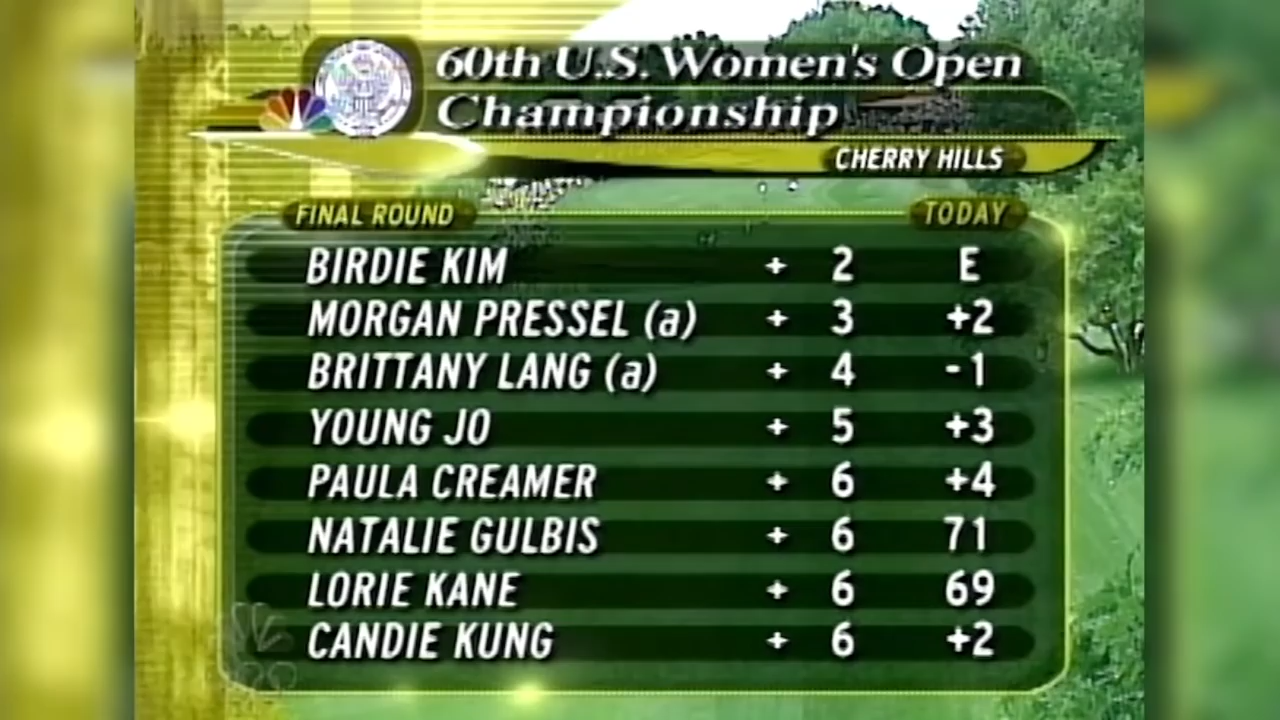 60th U.S. Women's Open
Championship
CHERRY HILLS
FINAL ROUND TODAY
BIRDIE KIM + 2 E
MORGAN PRESSEL (a) + 3 +2
BRITTANY LANG (a) + 4 -1
YOUNG JO + 5 +3
PAULA CREAMER + 6 +4
NATALIE GULBIS + 6 71
LORIE KANE + 6 69
CANDIE KUNG + 6 +2